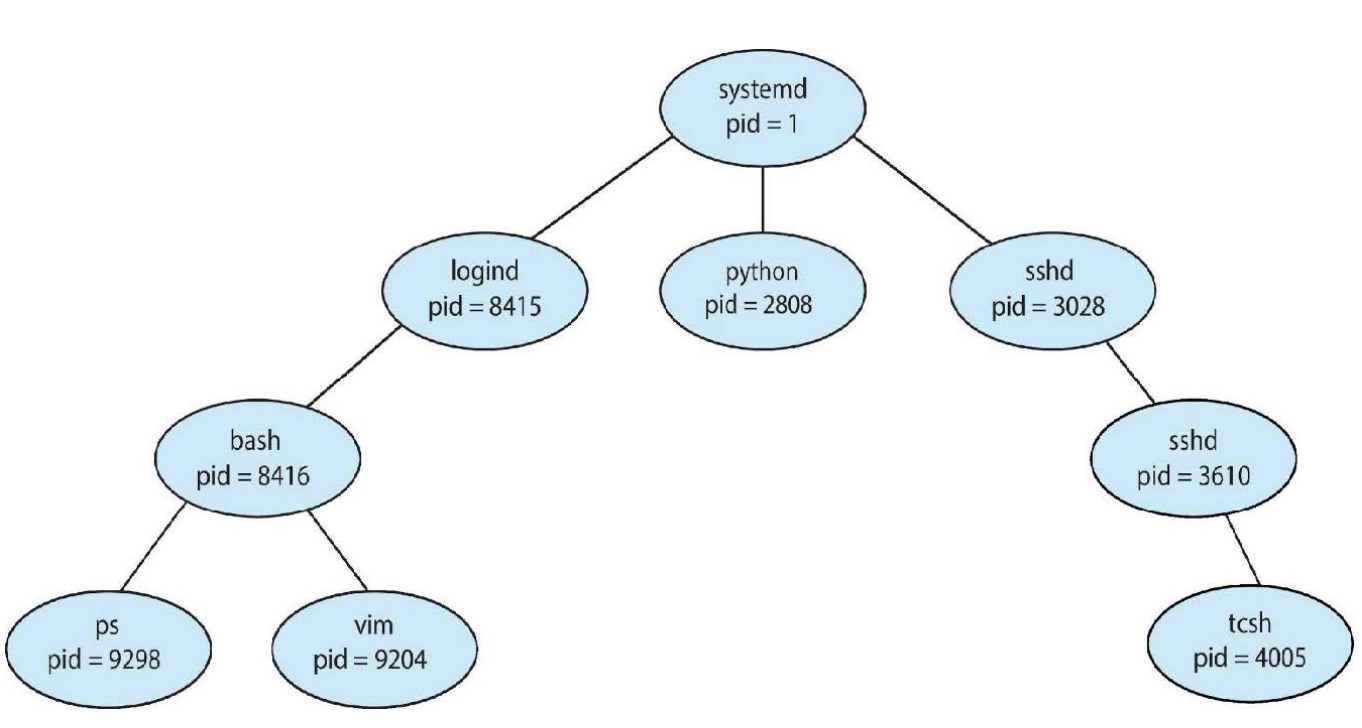 systemd
pid = 1
logind
pid = 8415
python
pid = 2808
sshd
pid = 3028
bash
pid = 8416
sshd
pid = 3610
ps
pid = 9298
vim
pid = 9204
tcsh
pid = 4005